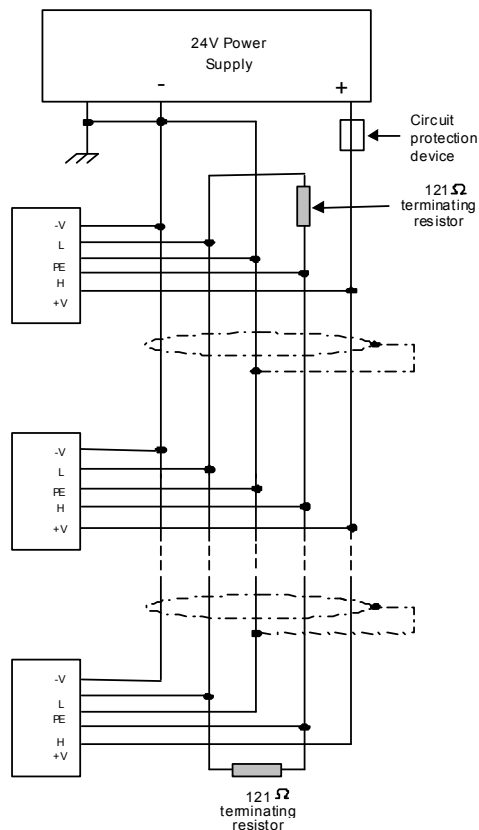 24V Power
Supply
-
+
Circuit
protection
device
121 Ω
terminating
resistor
-V
L
PE
H
+V
-V
L
PE
H
+V
-V
L
PE
H
+V
121 Ω
terminating
resistor